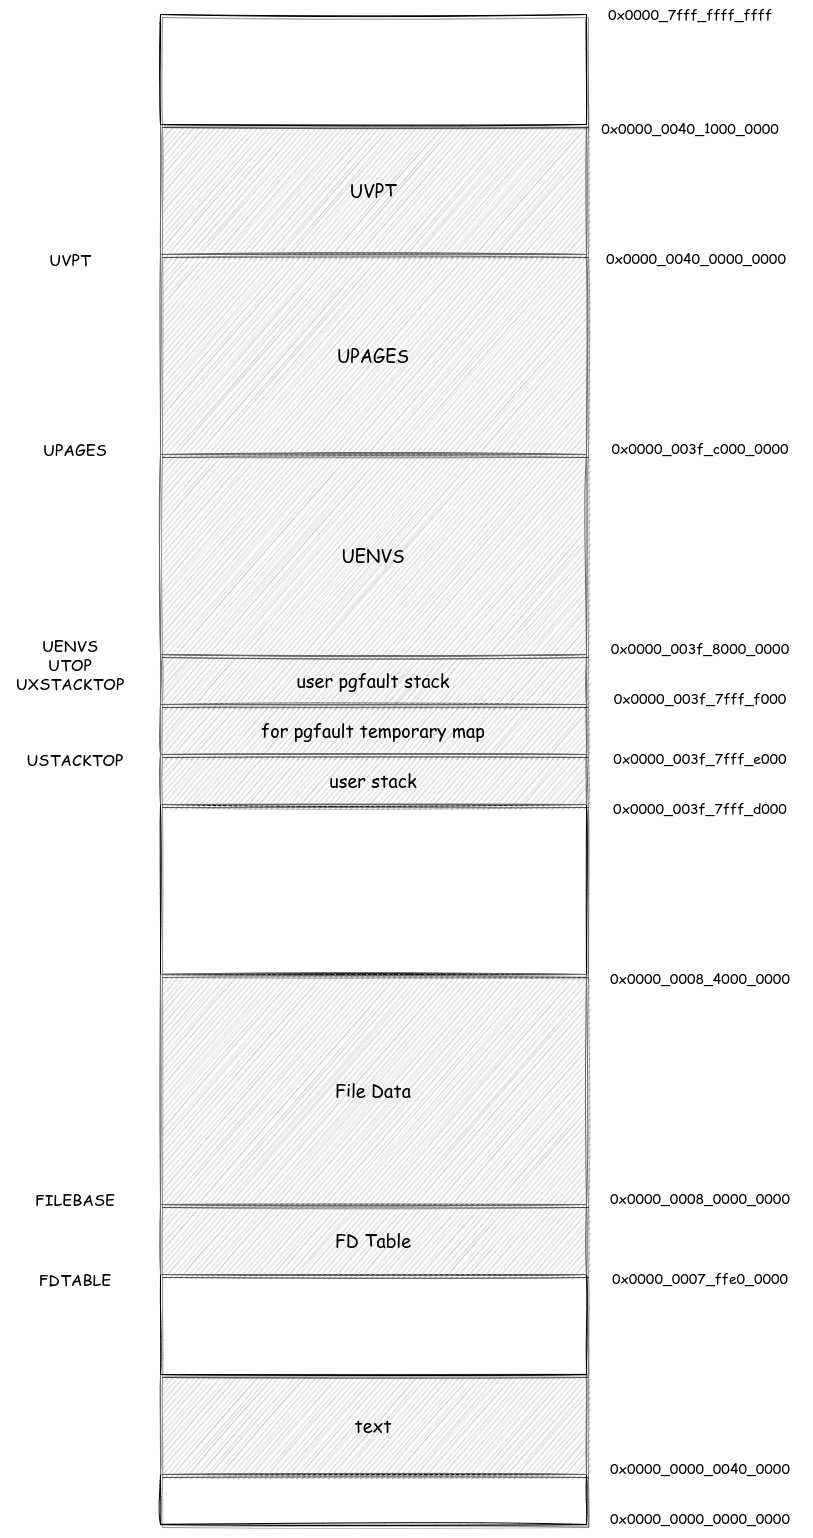 0x0000_7fff_ffff_ffff
0x0000_0040_1000_0000
UVPT
UVPT
0x0000_0040_0000_0000
UPAGES
UPAGES
0x0000_003f_c000_0000
UENVS
UENVS
0x0000_003f_8000_0000
UTOP
UXSTACKTOP
user pgfault stack
0x0000_003f_7fff_f000
for pgfault temporary map
USTACKTOP
0x0000_003f_7fff_e000
user stack
0x0000_003f_7fff_d000
0x0000_0008_4000_0000
File Data
FILEBASE
0x0000_0008_0000_0000
FD Table
FDTABLE
0x0000_0007_ffe0_0000
text
0x0000_0000_0040_0000
0x0000_0000_0000_0000